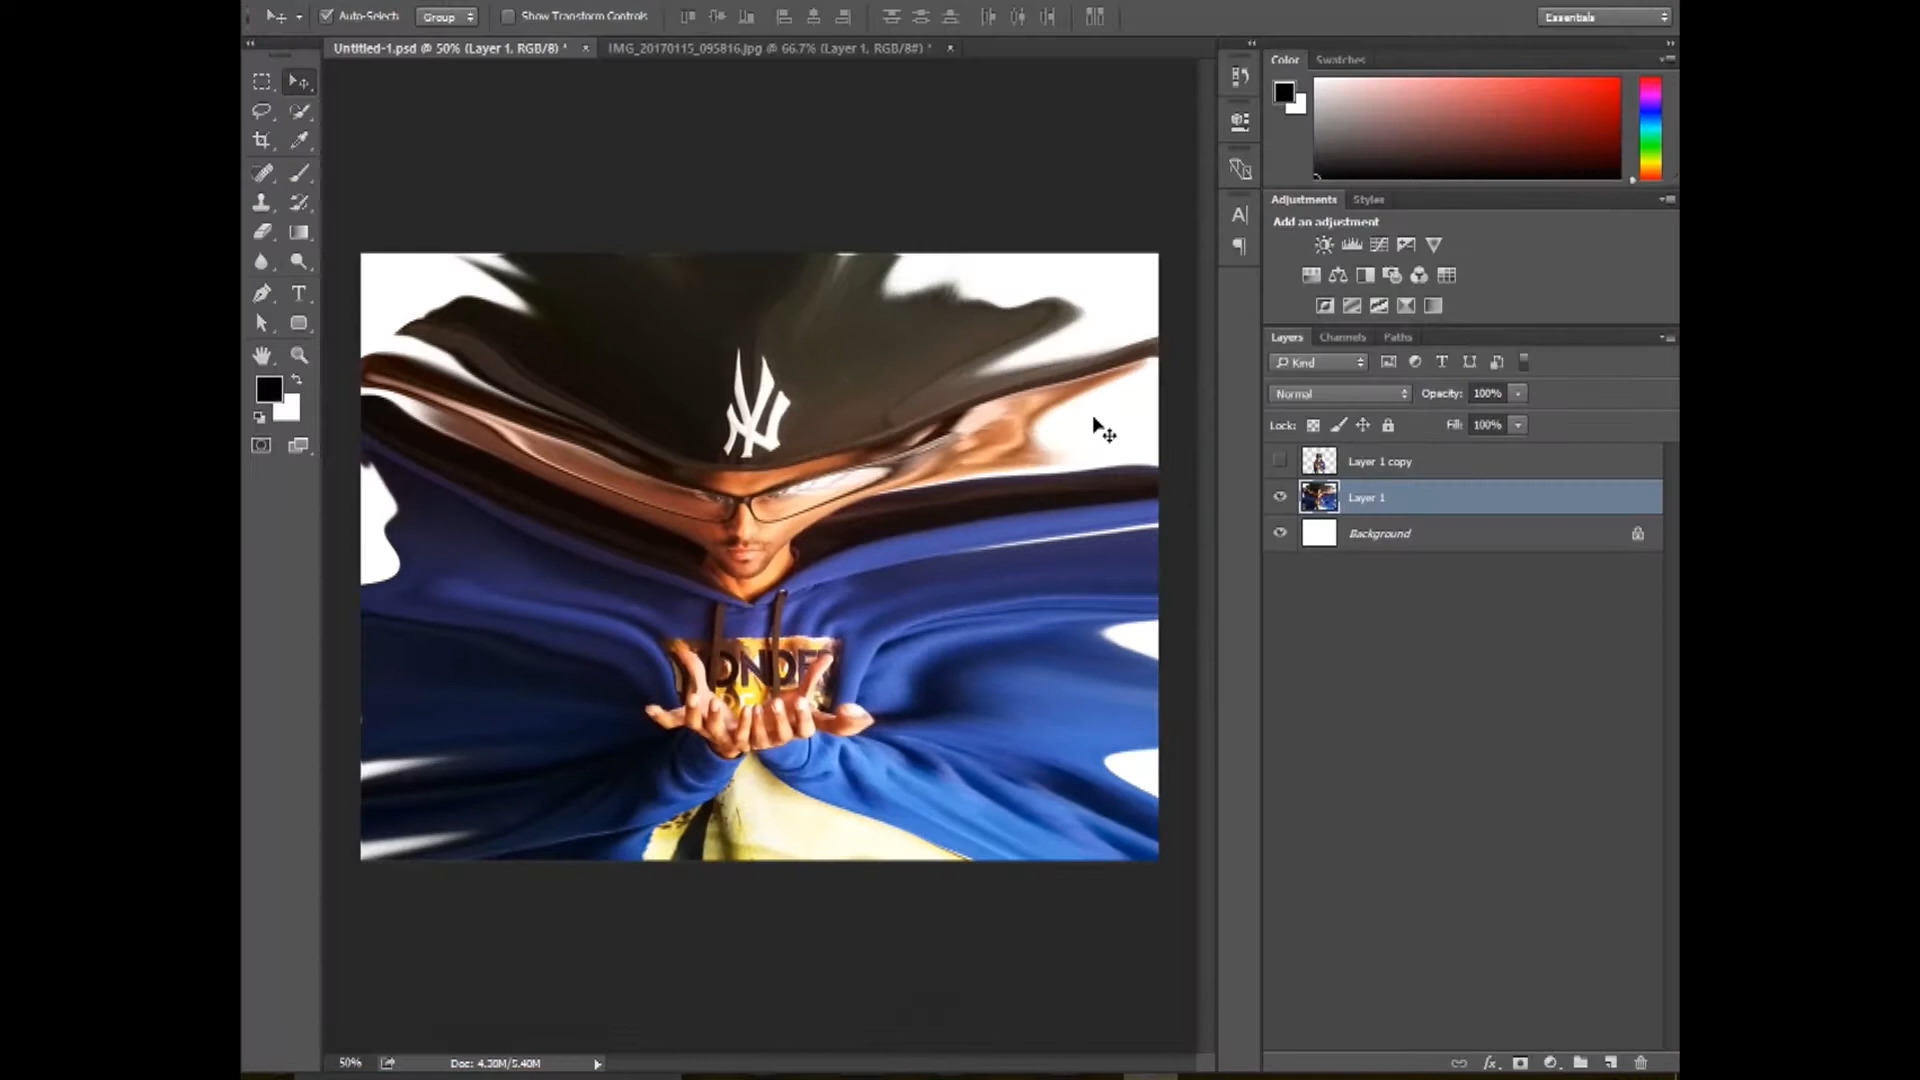 Auto-Select: Group Show Transform Controls Essentials
Untitled-1.psd @ 50% (Layer 1, RGB/8) * × IMG_20170115_095816.jpg @ 66.7% (Layer 1, RGB/8#) * ×
Color Swatches
Adjustments Styles
Add an adjustment
Layers Channels Paths
Kind
Normal Opacity: 100%
Lock: Fill: 100%
Layer 1 copy
Layer 1
Background
NY
ONDER
50% Doc: 4.30M/5.40M